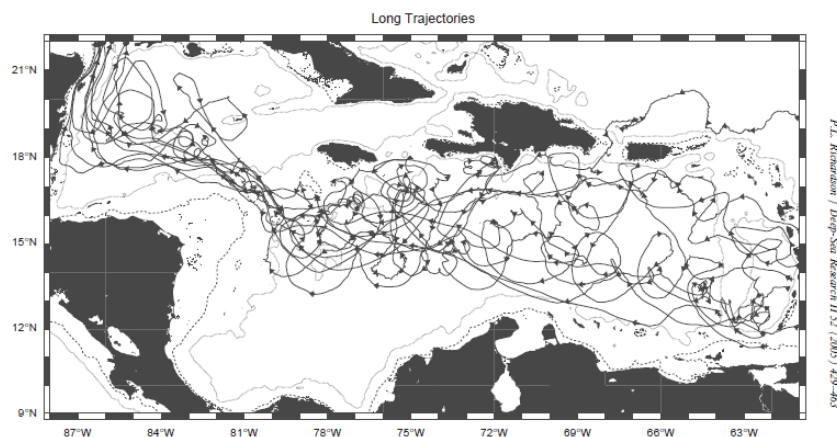 Long Trajectories
21°N
18°N
15°N
12°N
9°N
87°W
84°W
81°W
78°W
75°W
72°W
69°W
66°W
63°W
P.L. Richardson / Deep-Sea Research II 52 (2005) 429-463